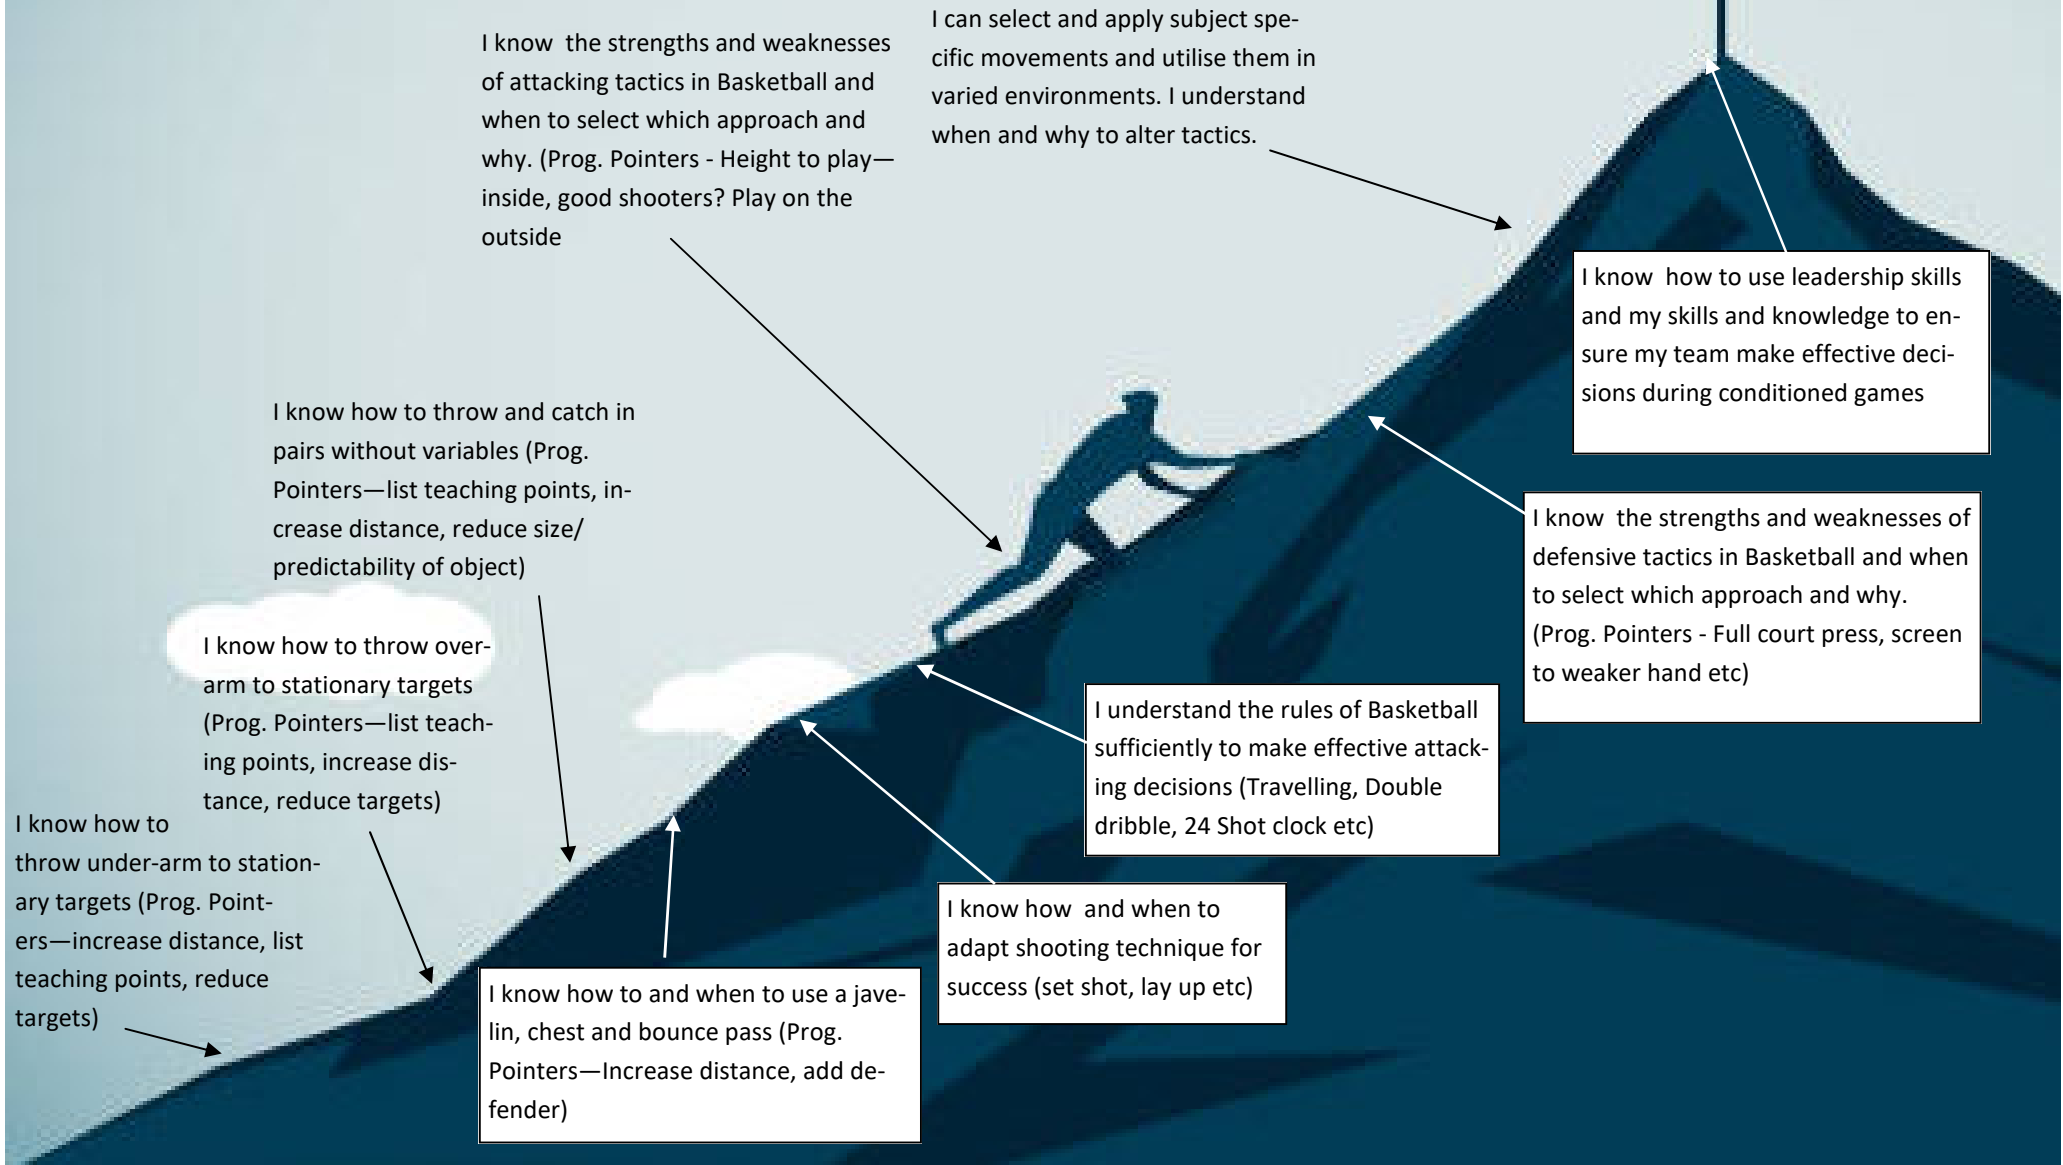 I can select and apply subject spe-
cific movements and utilise them in
varied environments. I understand
when and why to alter tactics.
I know  the strengths and weaknesses
of attacking tactics in Basketball and
when to select which approach and
why. (Prog. Pointers - Height to play—
inside, good shooters? Play on the
outside
I know  how to use leadership skills
and my skills and knowledge to en-
sure my team make effective deci-
sions during conditioned games
I know how to throw and catch in
pairs without variables (Prog.
Pointers—list teaching points, in-
crease distance, reduce size/
predictability of object)
I know  the strengths and weaknesses of
defensive tactics in Basketball and when
to select which approach and why.
(Prog. Pointers - Full court press, screen
to weaker hand etc)
I know how to throw over-
arm to stationary targets
(Prog. Pointers—list teach-
ing points, increase dis-
tance, reduce targets)
I understand the rules of Basketball
sufficiently to make effective attack-
ing decisions (Travelling, Double
dribble, 24 Shot clock etc)
I know how to
throw under-arm to station-
ary targets (Prog. Point-
ers—increase distance, list
teaching points, reduce
targets)
I know how  and when to
adapt shooting technique for
success (set shot, lay up etc)
I know how to and when to use a jave-
lin, chest and bounce pass (Prog.
Pointers—Increase distance, add de-
fender)